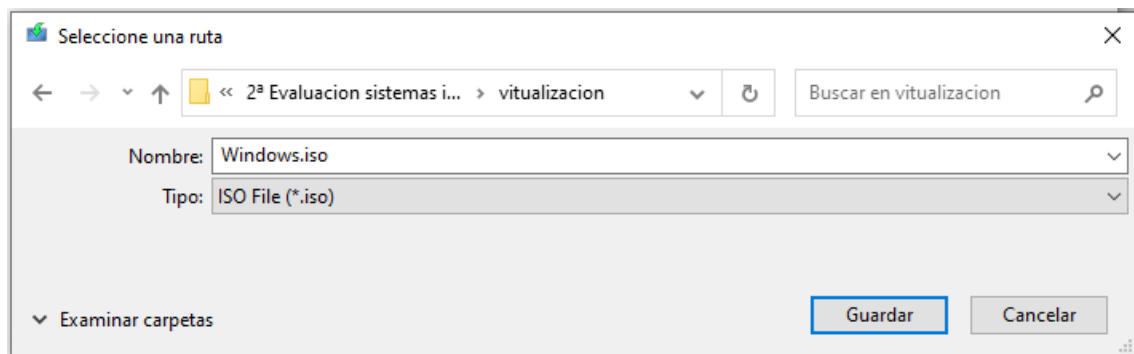 Seleccione una ruta
« 2ª Evaluacion sistemas i... › vitualizacion
Buscar en vitualizacion
Nombre: Windows.iso
Tipo: ISO File (*.iso)
Examinar carpetas
Guardar
Cancelar